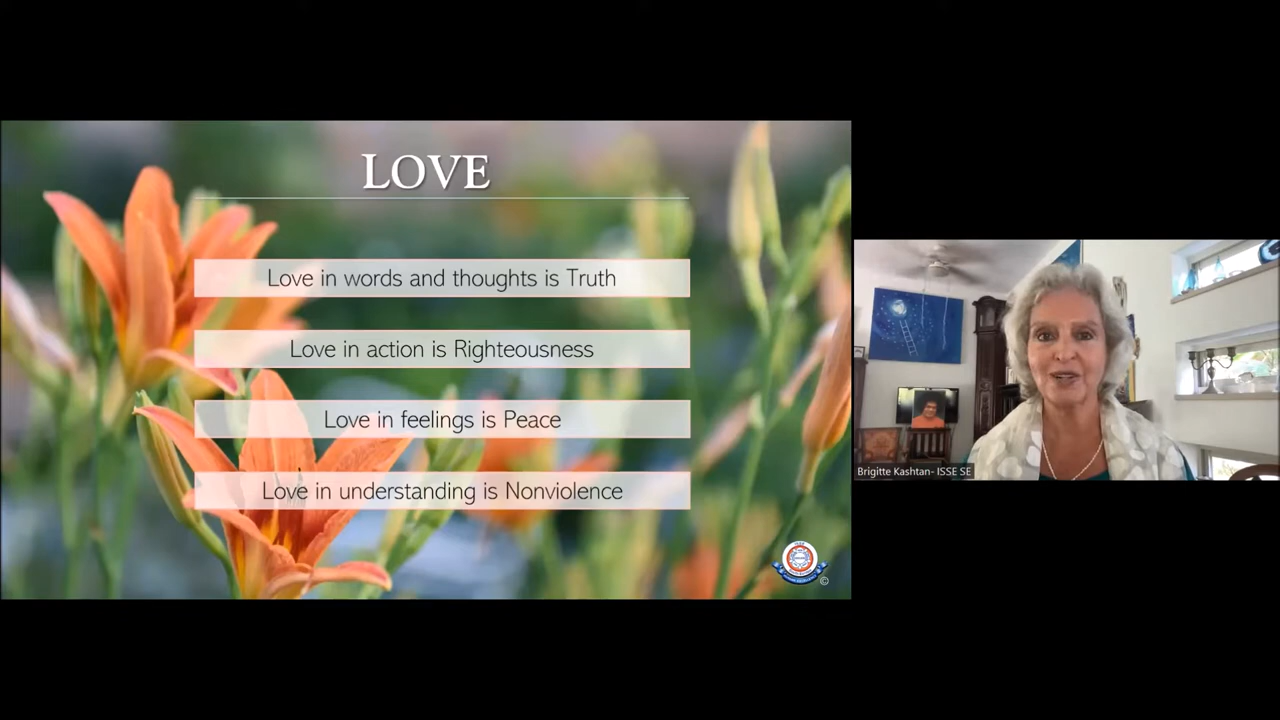 LOVE
Love in words and thoughts is Truth
Love in action is Righteousness
Love in feelings is Peace
Love in understanding is Nonviolence
©
Brigitte Kashtan- ISSE SE